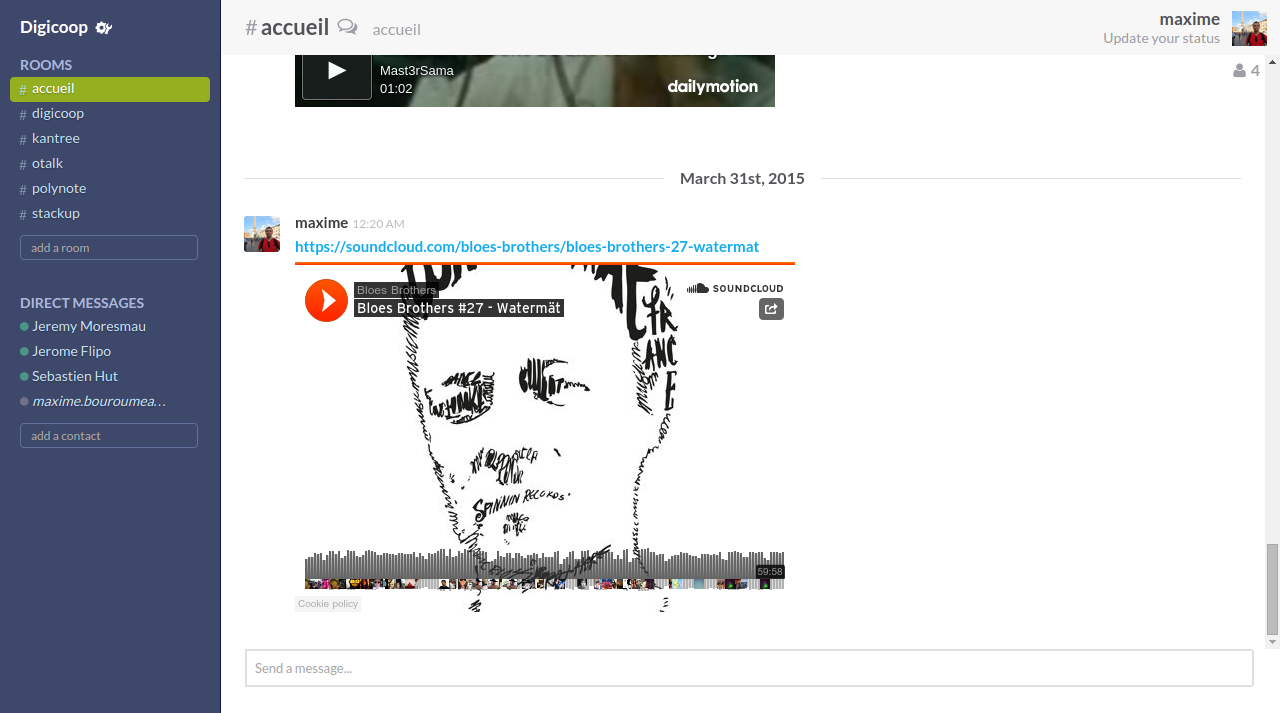 Digicoop
ROOMS
# accueil
# digicoop
# kantree
# otalk
# polynote
# stackup
add a room
DIRECT MESSAGES
Jeremy Moresmau
Jerome Flipo
Sebastien Hut
maxime.bouroumea...
add a contact
# accueil accueil
maxime
Update your status
4
Mast3rSama
01:02
dailymotion
March 31st, 2015
maxime 12:20 AM
https://soundcloud.com/bloes-brothers/bloes-brothers-27-watermat
Bloes Brothers
Bloes Brothers #27 - Watermät
SOUNDCLOUD
FRANCE
SPINNIN RECORDS
59:58
Cookie policy
Send a message...